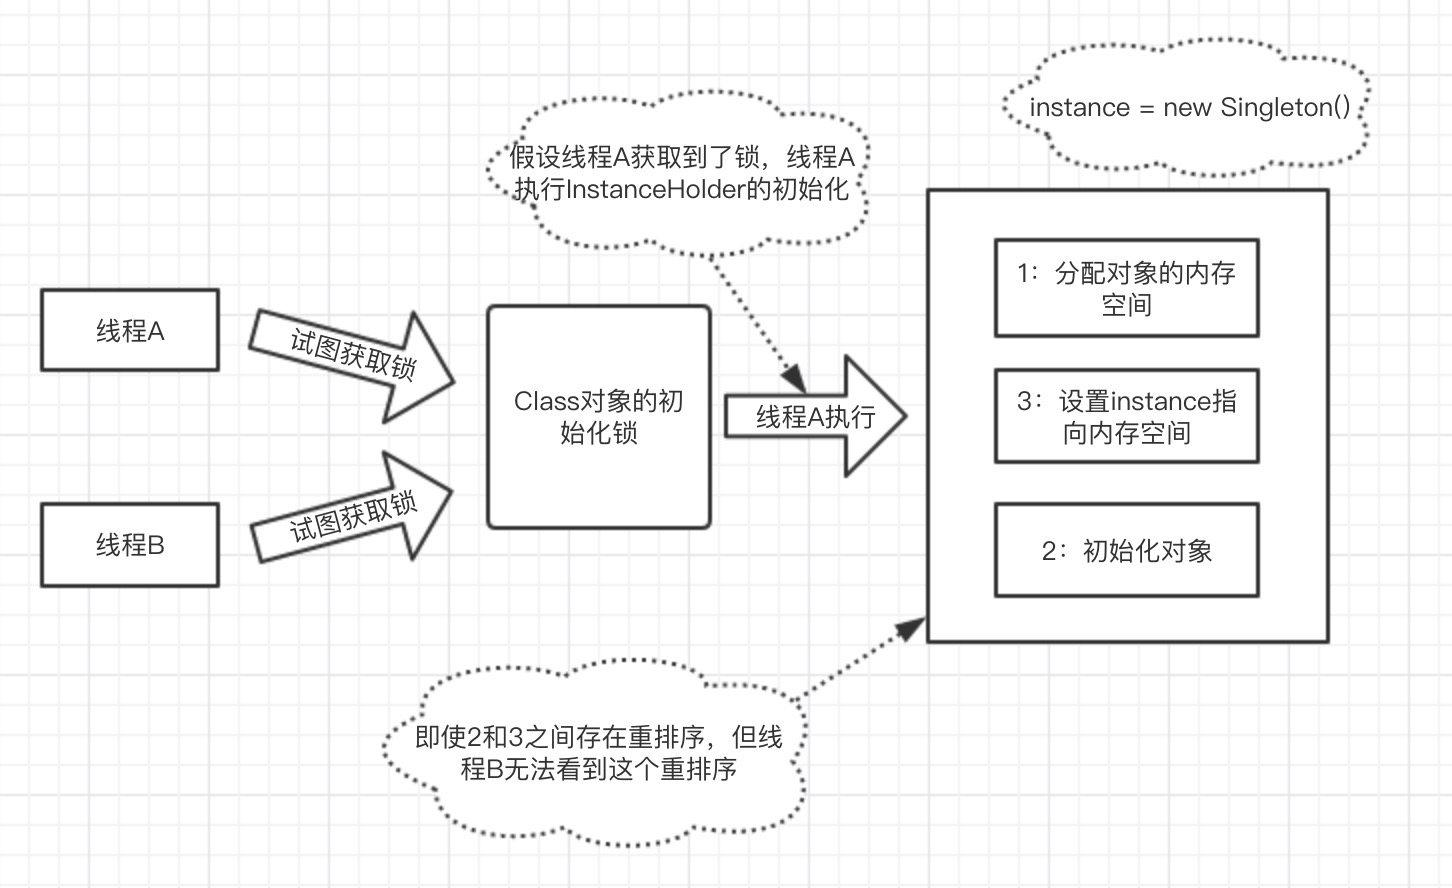 instance = new Singleton()
假设线程A获取到了锁，线程A
执行InstanceHolder的初始化
线程A
试图获取锁
线程B
试图获取锁
Class对象的初
始化锁
线程A执行
1：分配对象的内存
空间
3：设置instance指
向内存空间
2：初始化对象
即使2和3之间存在重排序，但线
程B无法看到这个重排序